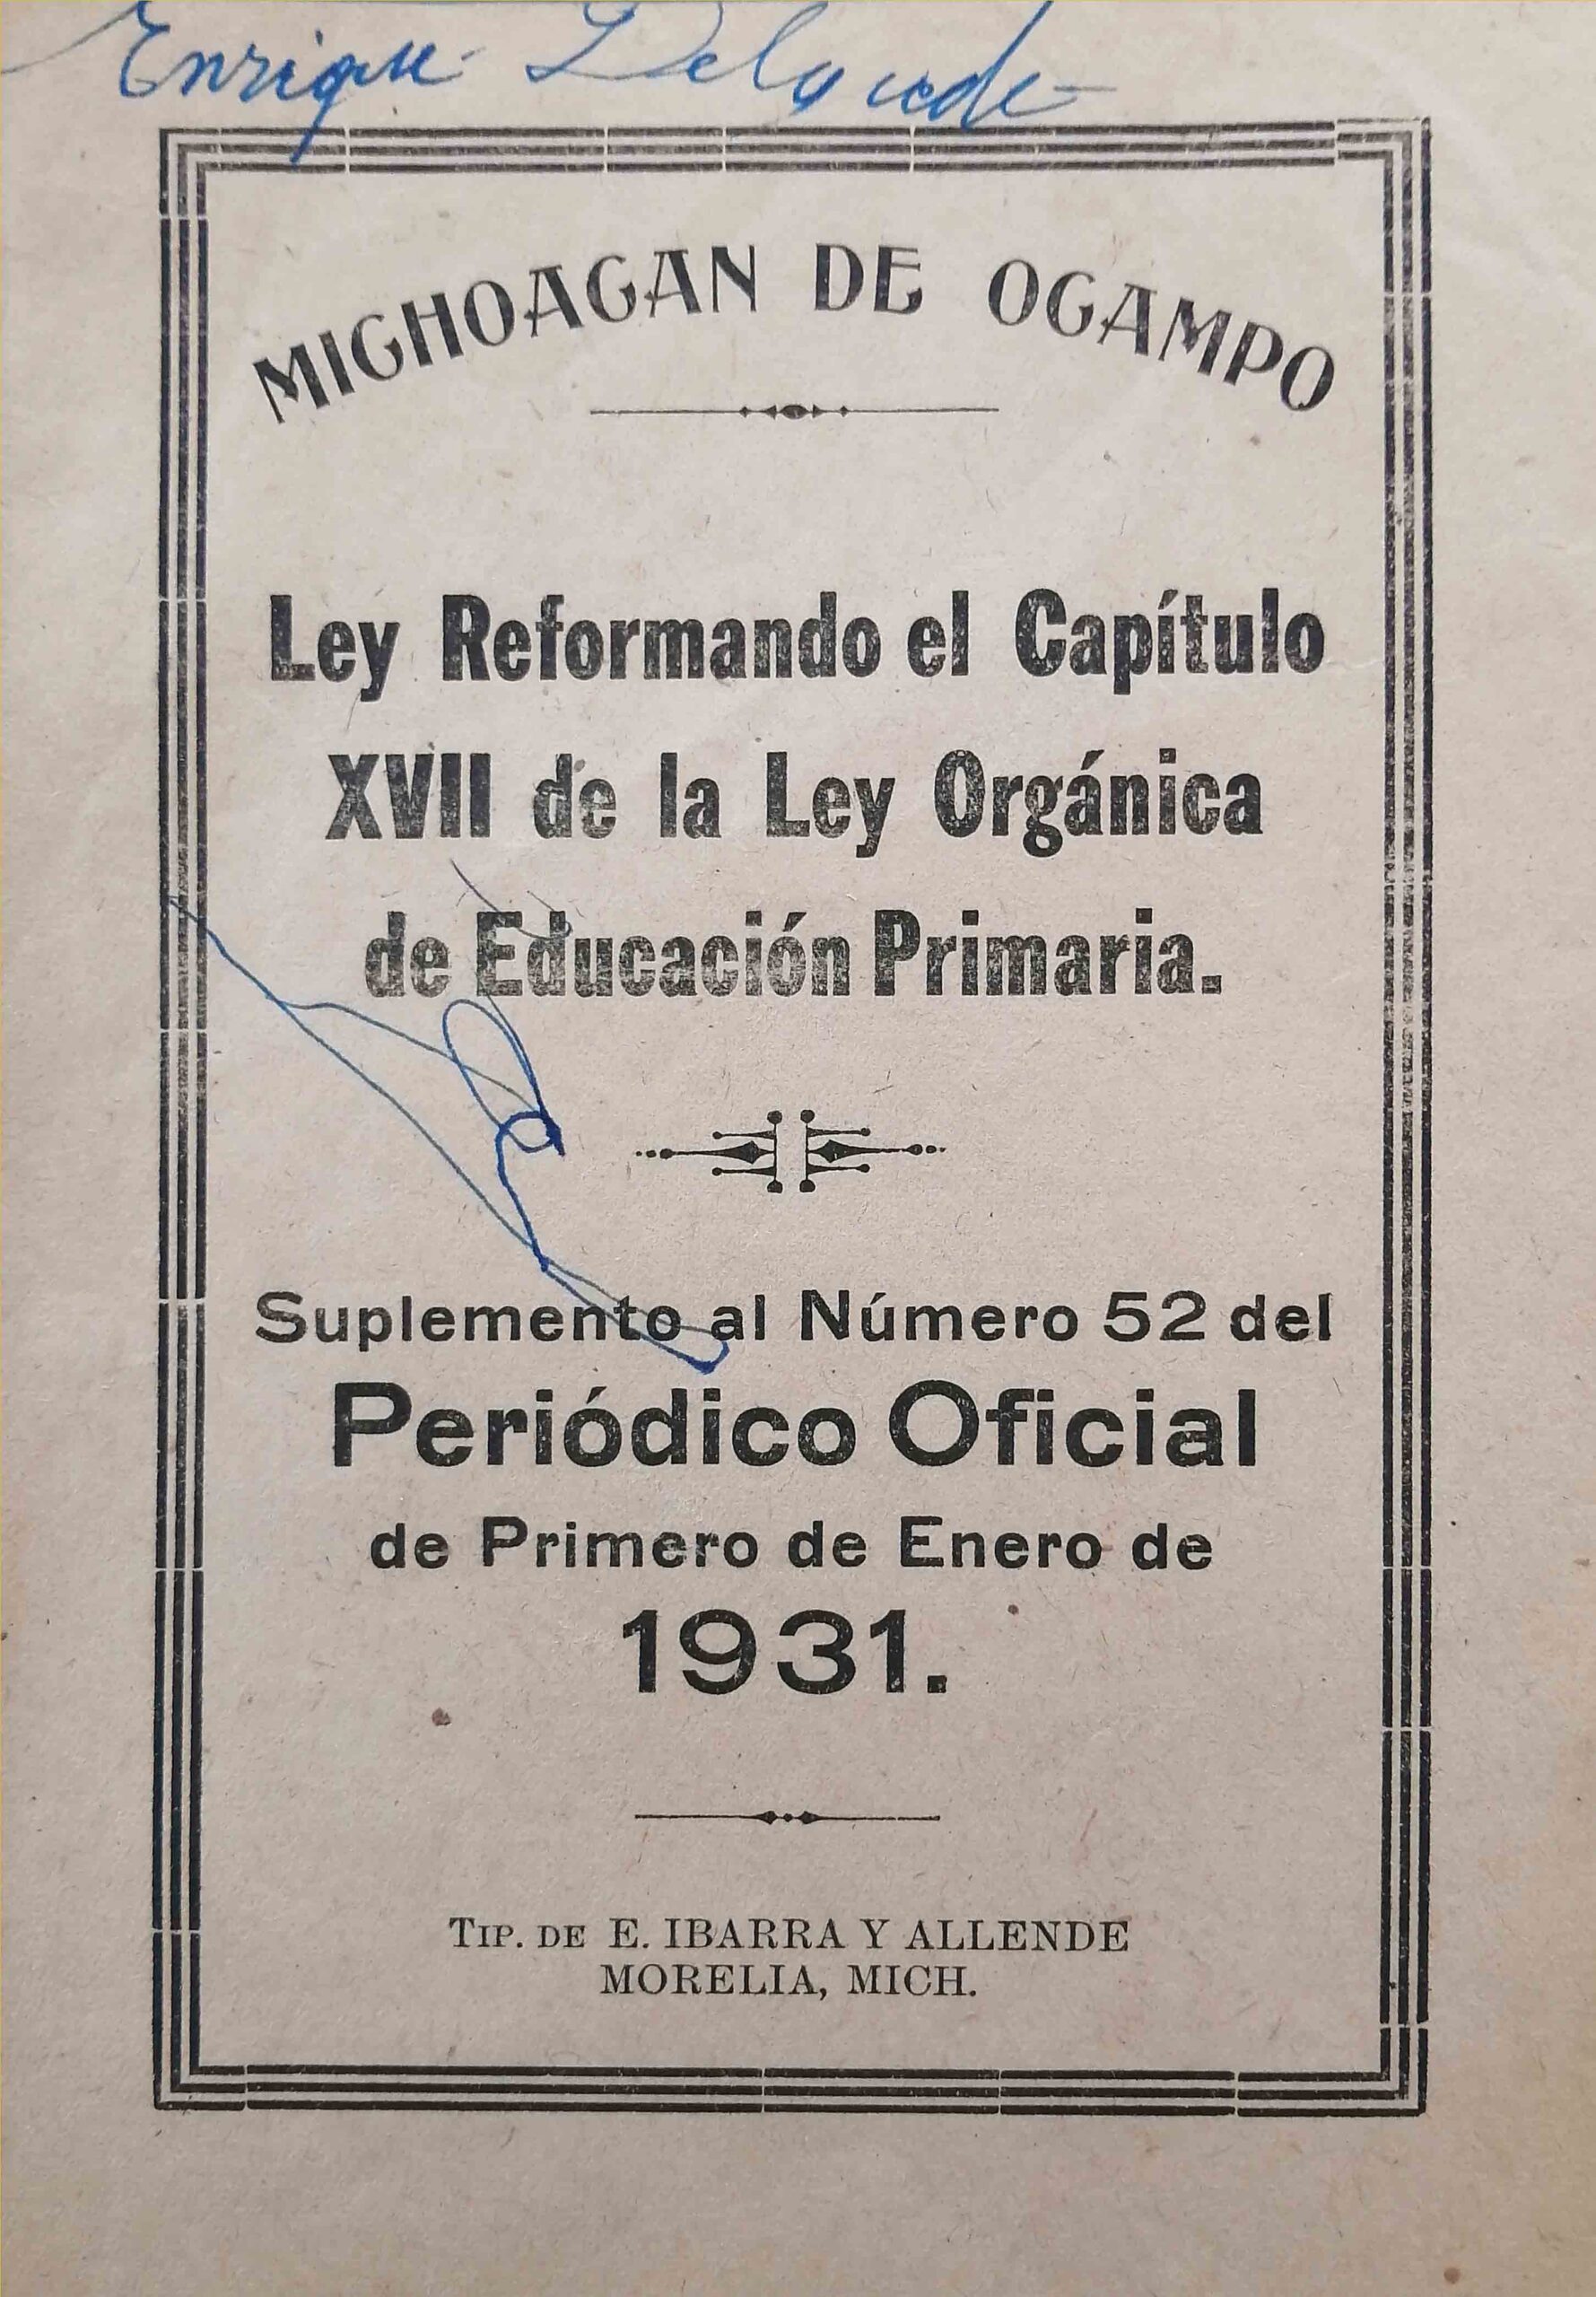 Enrique
MICHOACAN DE OCAMPO
Ley Reformando el Capítulo
XVII de la Ley Orgánica
de Educación Primaria.
Suplemento al Número 52 del
Periódico Oficial
de Primero de Enero de
1931.
TIP. DE E. IBARRA Y ALLENDE
MORELIA, MICH.